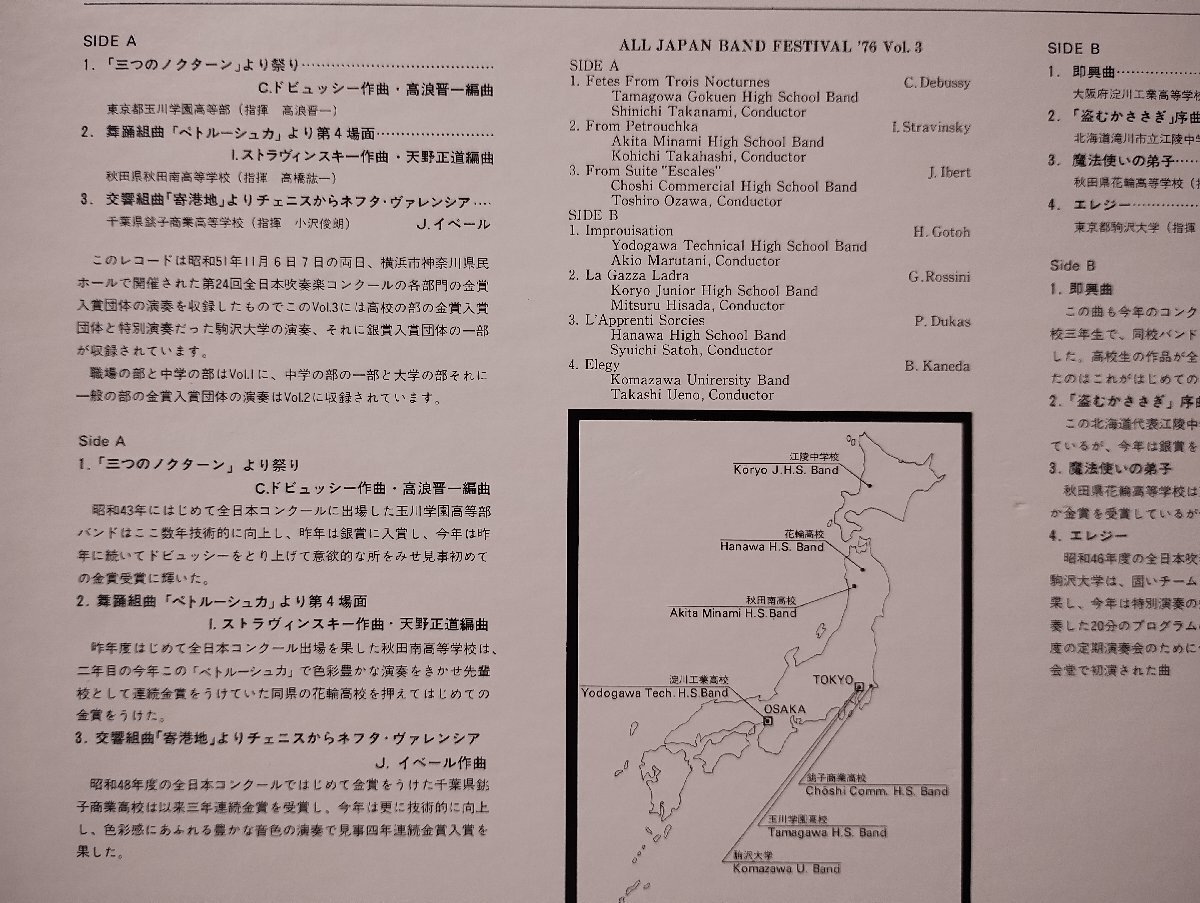 SIDE A
1. 「三つのノクターン」より祭り……………………………
C.ドビュッシー作曲・高浪晋一編曲
東京都玉川学園高等部（指揮　高浪晋一）
2. 舞踊組曲「ペトルーシュカ」より第4場面……………………
I.ストラヴィンスキー作曲・天野正道編曲
秋田県秋田南高等学校（指揮　高橋紘一）
3. 交響組曲「寄港地」よりチェニスからネフタ・ヴァレンシア…‥
千葉県銚子商業高等学校（指揮　小沢俊朗）　J.イベール
このレコードは昭和51年11月6日7日の両日、横浜市神奈川県民
ホールで開催された第24回全日本吹奏楽コンクールの各部門の金賞
入賞団体の演奏を収録したものでこのVol.3には高校の部の金賞入賞
団体と特別演奏だった駒沢大学の演奏、それに銀賞入賞団体の一部
が収録されています。
職場の部と中学の部はVol.1に、中学の部の一部と大学の部それに
一般の部の金賞入賞団体の演奏はVol.2に収録されています。
Side A
1.「三つのノクターン」より祭り
C.ドビュッシー作曲・高浪晋一編曲
昭和43年にはじめて全日本コンクールに出場した玉川学園高等部
バンドはここ数年技術的に向上し、昨年は銀賞に入賞し、今年は昨
年に続いてドビュッシーをとり上げて意欲的な所をみせ見事初めて
の金賞受賞に輝いた。
2. 舞踊組曲「ペトルーシュカ」より第4場面
I.ストラヴィンスキー作曲・天野正道編曲
昨年度はじめて全日本コンクール出場を果した秋田南高等学校は、
二年目の今年この「ペトルーシュカ」で色彩豊かな演奏をきかせ先輩
校として連続金賞をうけていた同県の花輪高校を押えてはじめての
金賞をうけた。
3. 交響組曲「寄港地」よりチェニスからネフタ・ヴァレンシア
J. イベール作曲
昭和48年度の全日本コンクールではじめて金賞をうけた千葉県銚
子商業高校は以来三年連続金賞を受賞し、今年は更に技術的に向上
し、色彩感にあふれる豊かな音色の演奏で見事四年連続金賞入賞を
果した。
ALL JAPAN BAND FESTIVAL '76 Vol. 3
SIDE A
1. Fetes From Trois Nocturnes C. Debussy
Tamagowa Gokuen High School Band
Shinichi Takanami, Conductor
2. From Petrouchka I. Stravinsky
Akita Minami High School Band
Kohichi Takahashi, Conductor
3. From Suite "Escales" J. Ibert
Choshi Commercial High School Band
Toshiro Ozawa, Conductor
SIDE B
1. Improuisation H. Gotoh
Yodogawa Technical High School Band
Akio Marutani, Conductor
2. La Gazza Ladra G. Rossini
Koryo Junior High School Band
Mitsuru Hisada, Conductor
3. L'Apprenti Sorcies P. Dukas
Hanawa High School Band
Syuichi Satoh, Conductor
4. Elegy B. Kaneda
Komazawa Unirersity Band
Takashi Ueno, Conductor
江陵中学校
Koryo J.H.S. Band
花輪高校
Hanawa H.S. Band
秋田南高校
Akita Minami H.S.Band
淀川工業高校
Yodogawa Tech. H.S.Band
TOKYO
OSAKA
銚子商業高校
Chōshi Comm. H.S. Band
玉川学園高校
Tamagawa H.S. Band
駒沢大学
Komazawa U. Band
SIDE B
1. 即興曲……………
大阪府淀川工業高等学校
2. 「盗むかささぎ」序曲
北海道滝川市立江陵中学
3. 魔法使いの弟子……
秋田県花輪高等学校（指
4. エレジー……………
東京都駒沢大学（指揮
Side B
1. 即興曲
この曲も今年のコンク
校三年生で、同校バンド
した。高校生の作品が全
たのはこれがはじめての
2.「盗むかささぎ」序曲
この北海道代表江陵中
ているが、今年は銀賞を
3. 魔法使いの弟子
秋田県花輪高等学校は
か金賞を受賞しているが
4. エレジー
昭和46年度の全日本吹
駒沢大学は、固いチーム
業し、今年は特別演奏の
奏した20分のプログラム
度の定期演奏会のために
会堂で初演された曲